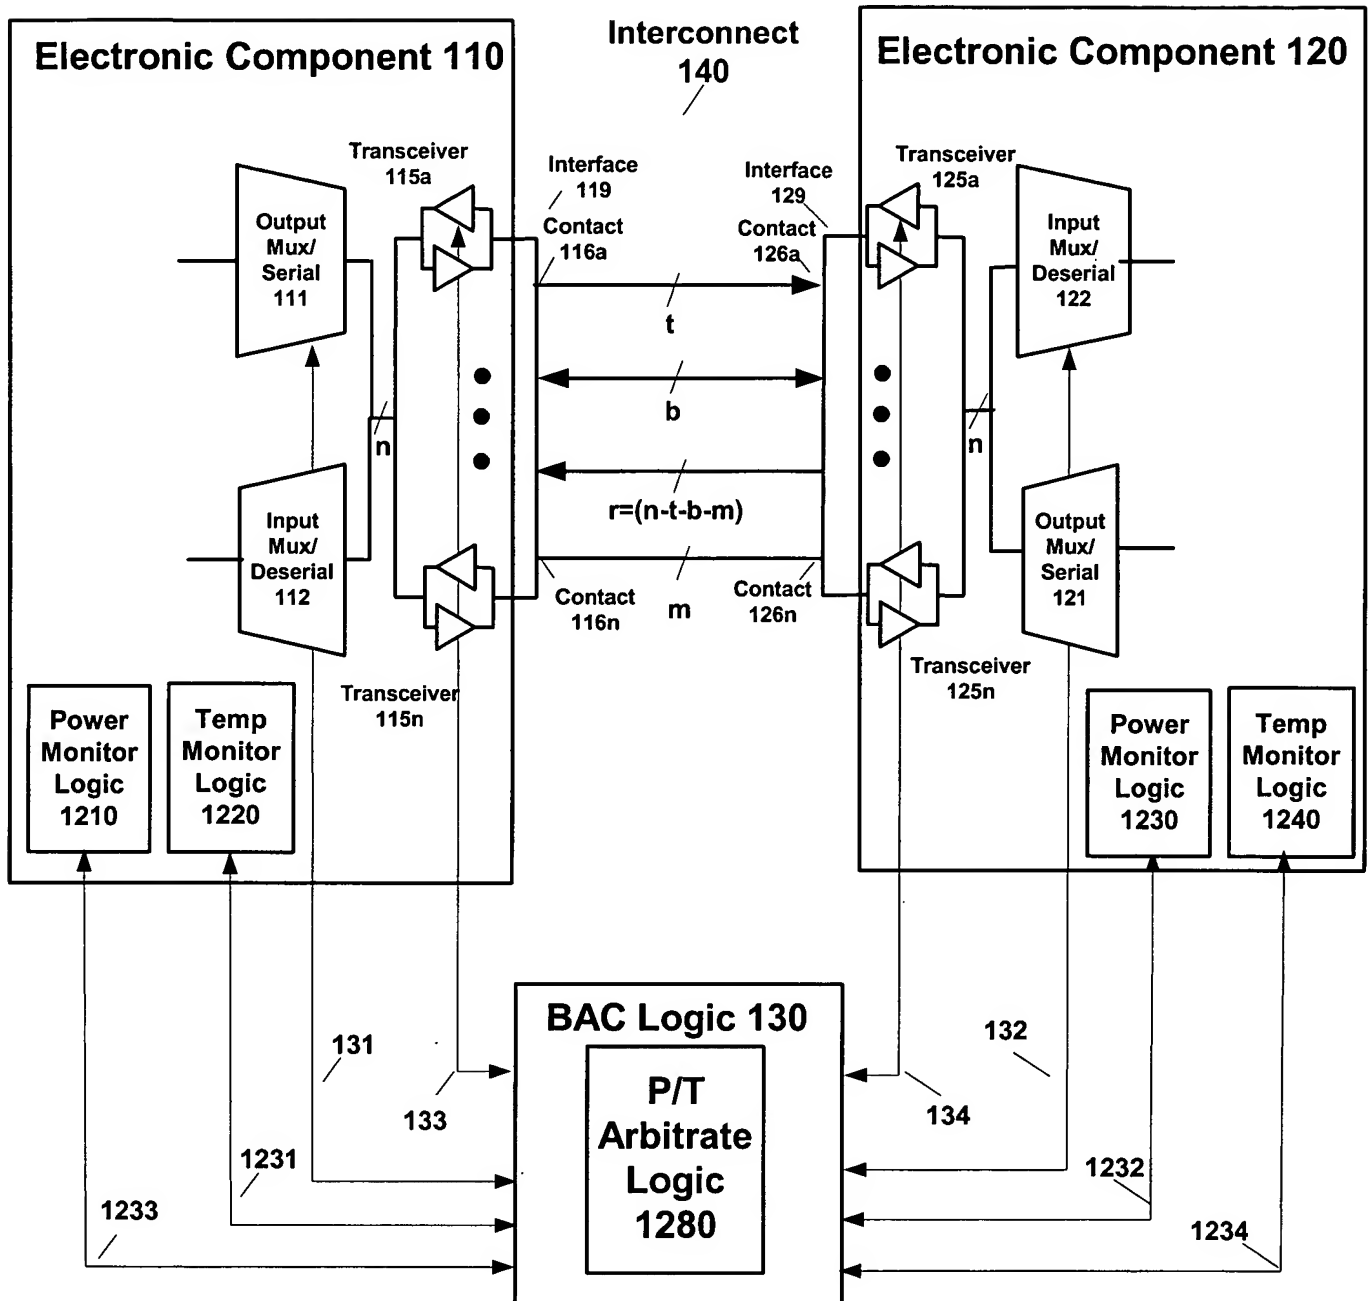 Electronic Component 110
Interconnect
140
Electronic Component 120
Transceiver
115a
Interface
119
Contact
116a
Interface
129
Contact
126a
Transceiver
125a
Output
Mux/
Serial
111
Input
Mux/
Deserial
122
t
b
n
n
r=(n-t-b-m)
Input
Mux/
Deserial
112
Output
Mux/
Serial
121
Contact
116n
m
Contact
126n
Transceiver
115n
Transceiver
125n
Power
Monitor
Logic
1210
Temp
Monitor
Logic
1220
Power
Monitor
Logic
1230
Temp
Monitor
Logic
1240
BAC Logic 130
P/T
Arbitrate
Logic
1280
131
133
132
134
1231
1233
1232
1234